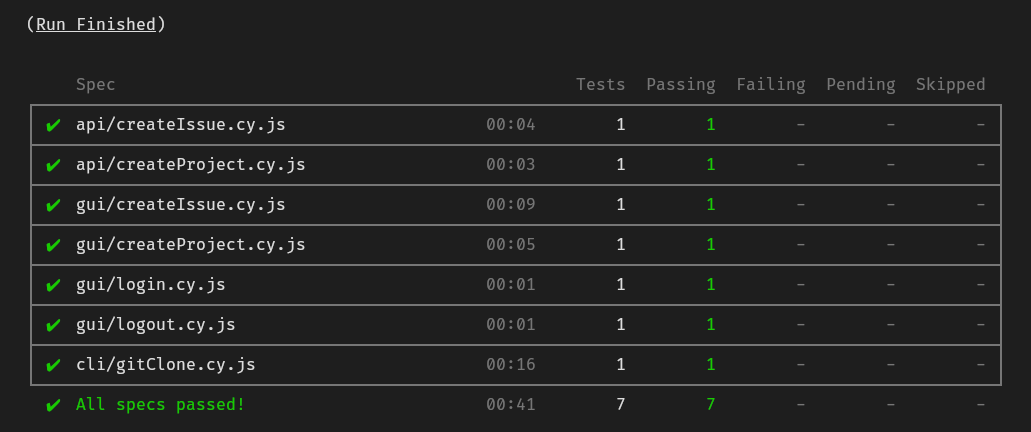 (Run Finished)
Spec Tests Passing Failing Pending Skipped
✔ api/createIssue.cy.js 00:04 1 1 - - -
✔ api/createProject.cy.js 00:03 1 1 - - -
✔ gui/createIssue.cy.js 00:09 1 1 - - -
✔ gui/createProject.cy.js 00:05 1 1 - - -
✔ gui/login.cy.js 00:01 1 1 - - -
✔ gui/logout.cy.js 00:01 1 1 - - -
✔ cli/gitClone.cy.js 00:16 1 1 - - -
✔ All specs passed! 00:41 7 7 - - -